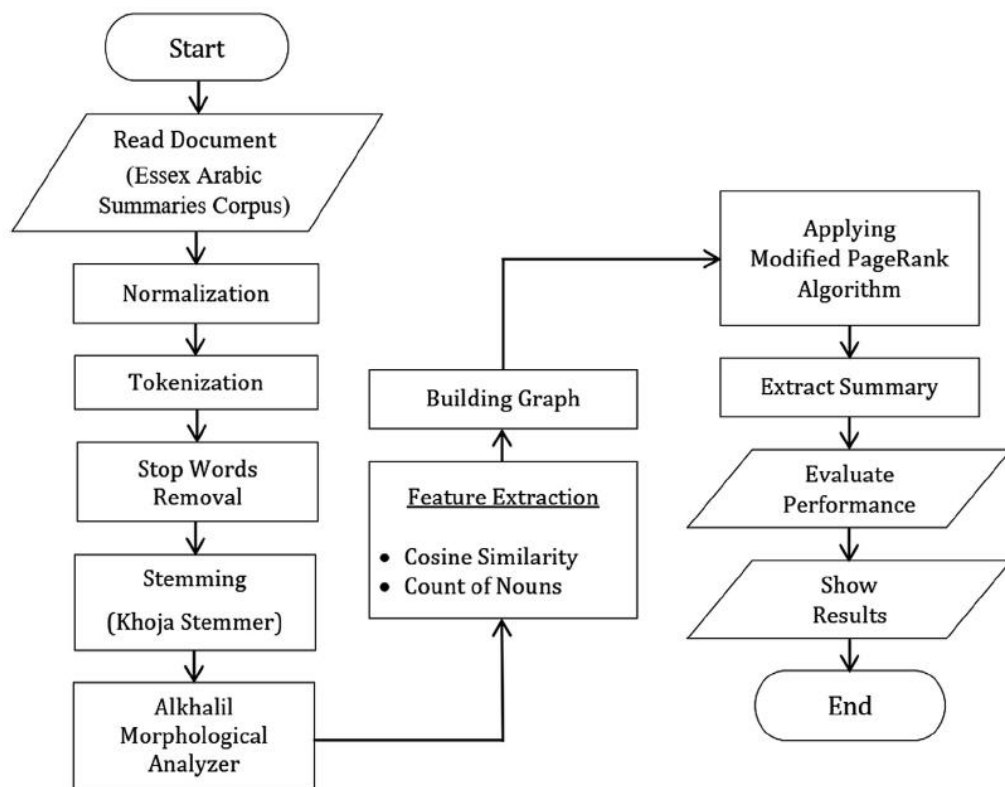 Start
Read Document
(Essex Arabic
Summaries Corpus)
Normalization
Tokenization
Stop Words
Removal
Stemming
(Khoja Stemmer)
Alkhalil
Morphological
Analyzer
Feature Extraction
• Cosine Similarity
• Count of Nouns
Building Graph
Applying
Modified PageRank
Algorithm
Extract Summary
Evaluate
Performance
Show
Results
End